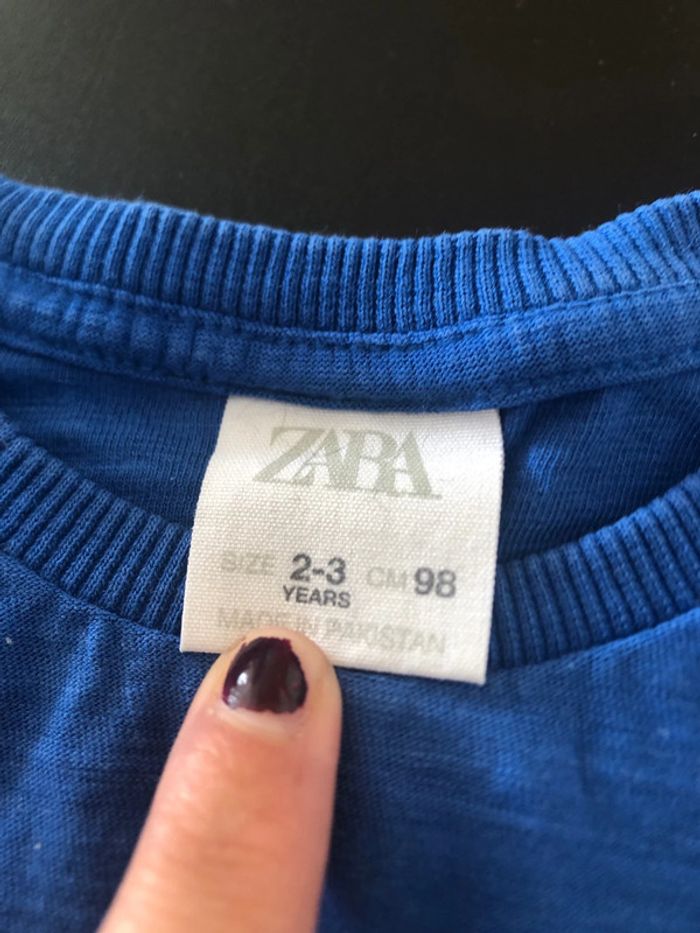 ZARA
SIZE 2-3 CM 98
YEARS
MADE IN PAKISTAN